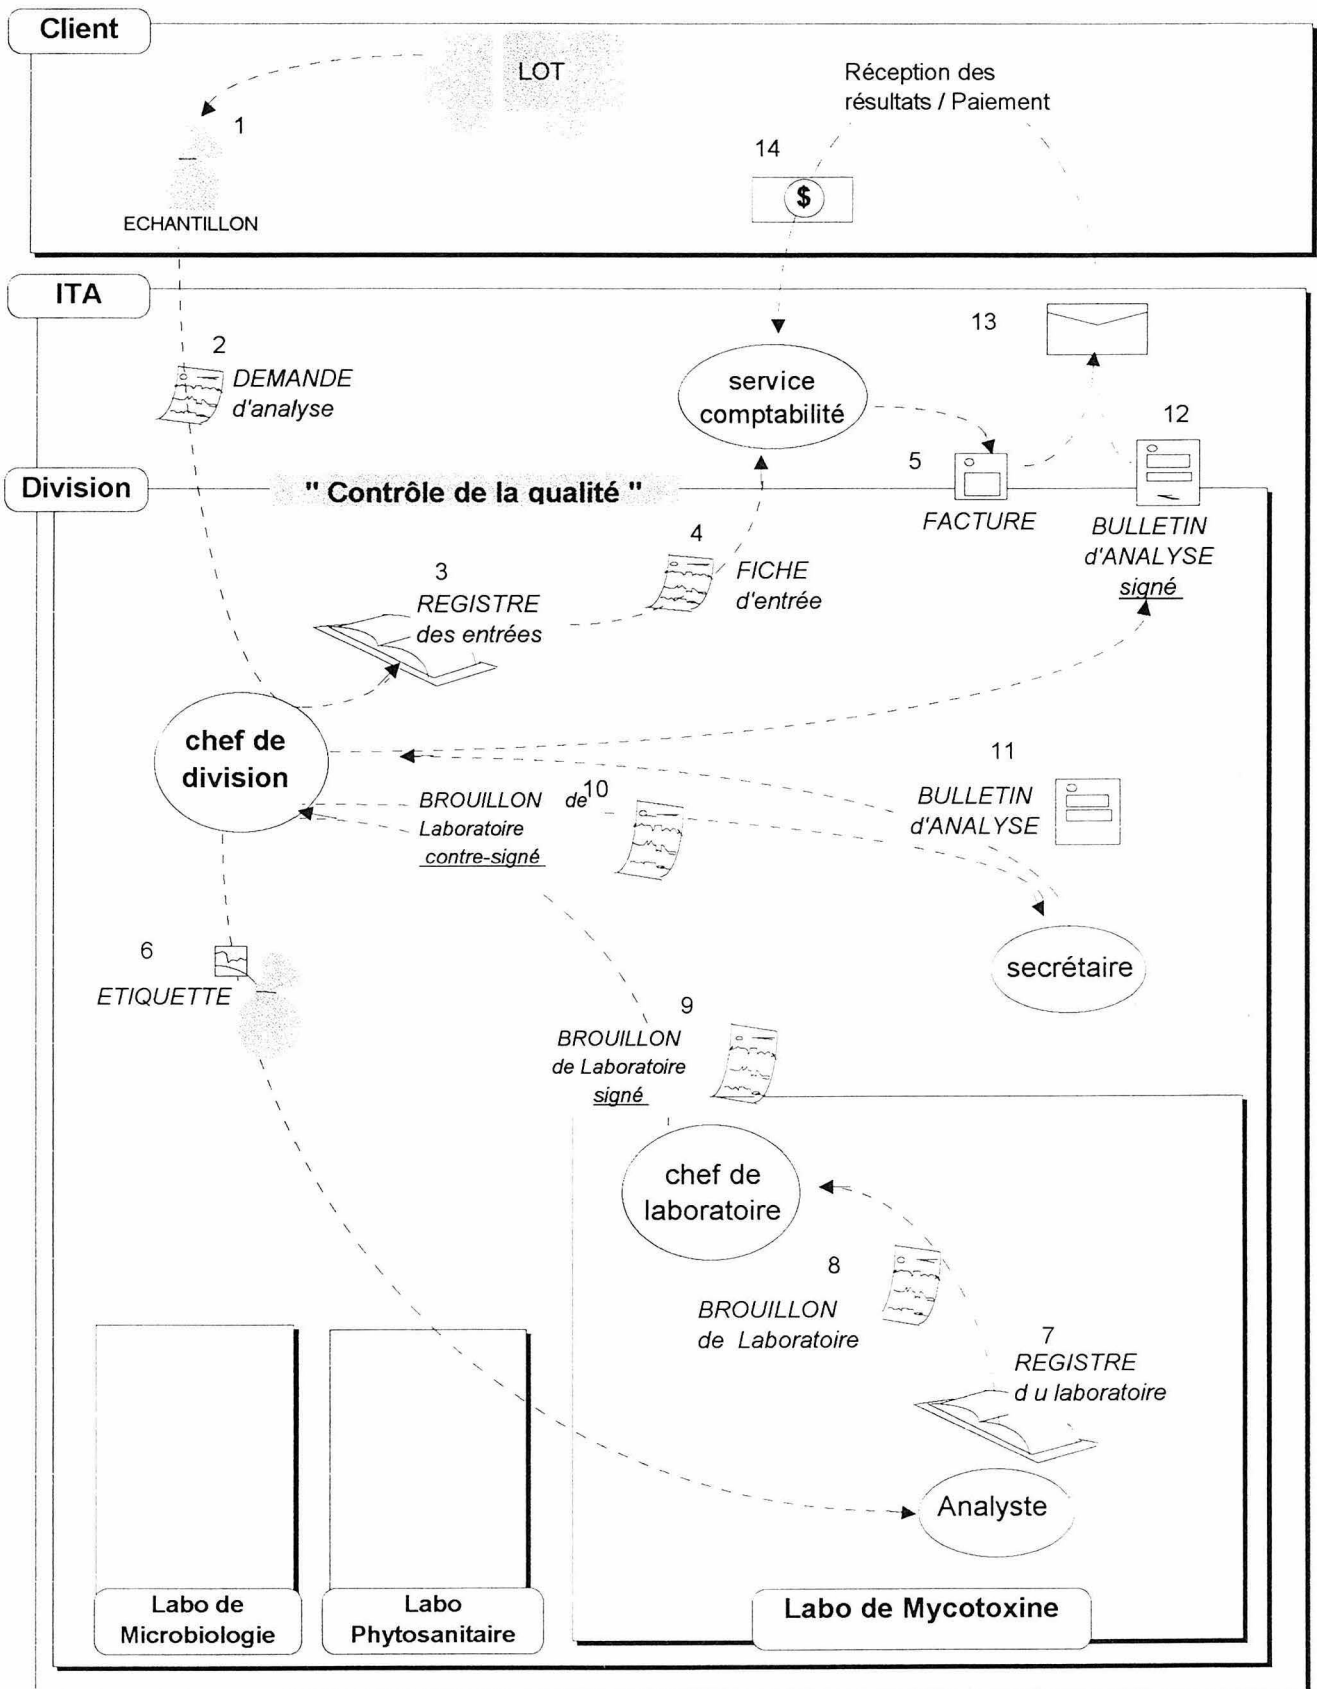 Client
LOT
Réception des
résultats / Paiement
1
14
$
ECHANTILLON
ITA
2
DEMANDE
d'analyse
13
service
comptabilité
12
5
Division
" Contrôle de la qualité "
FACTURE
BULLETIN
d'ANALYSE
signé
4
FICHE
d'entrée
3
REGISTRE
des entrées
chef de
division
11
BULLETIN
d'ANALYSE
10
BROUILLON de
Laboratoire
contre-signé
6
ETIQUETTE
secrétaire
9
BROUILLON
de Laboratoire
signé
chef de
laboratoire
8
BROUILLON
de Laboratoire
7
REGISTRE
d u laboratoire
Analyste
Labo de
Microbiologie
Labo
Phytosanitaire
Labo de Mycotoxine